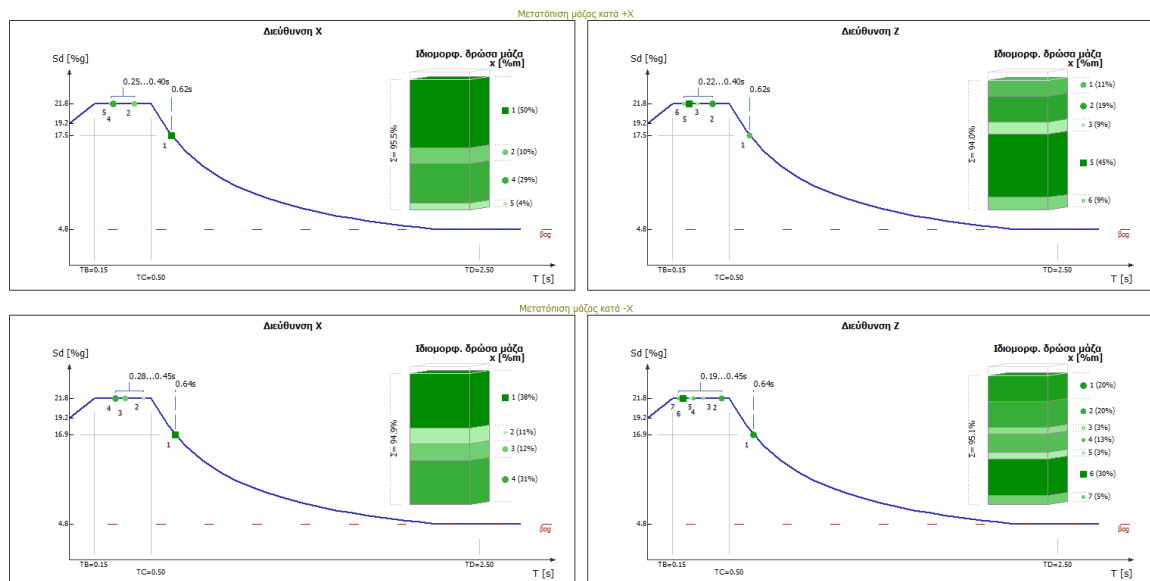 Μετατόπιση μάζας κατά +X
Διεύθυνση X
Sd [%g]
Ιδιομορφ. δρώσα μάζα
x [%m]
0.25...0.40s
0.62s
21.8
19.2
17.5
4.8
5
4
2
1
Σ= 95.5%
1 (50%)
2 (10%)
4 (29%)
5 (4%)
βag
TB=0.15
TC=0.50
TD=2.50
T [s]
Διεύθυνση Z
Sd [%g]
Ιδιομορφ. δρώσα μάζα
x [%m]
0.22...0.40s
0.62s
21.8
19.2
17.5
4.8
6
5
3
2
1
Σ= 94.0%
1 (11%)
2 (19%)
3 (9%)
5 (45%)
6 (9%)
βag
TB=0.15
TC=0.50
TD=2.50
T [s]
Μετατόπιση μάζας κατά -X
Διεύθυνση X
Sd [%g]
Ιδιομορφ. δρώσα μάζα
x [%m]
0.28...0.45s
0.64s
21.8
19.2
16.9
4.8
4
3
2
1
Σ= 94.9%
1 (38%)
2 (11%)
3 (12%)
4 (31%)
βag
TB=0.15
TC=0.50
TD=2.50
T [s]
Διεύθυνση Z
Sd [%g]
Ιδιομορφ. δρώσα μάζα
x [%m]
0.19...0.45s
0.64s
21.8
19.2
16.9
4.8
7
6
5
4
3
2
1
Σ= 95.1%
1 (20%)
2 (20%)
3 (3%)
4 (13%)
5 (3%)
6 (30%)
7 (5%)
βag
TB=0.15
TC=0.50
TD=2.50
T [s]